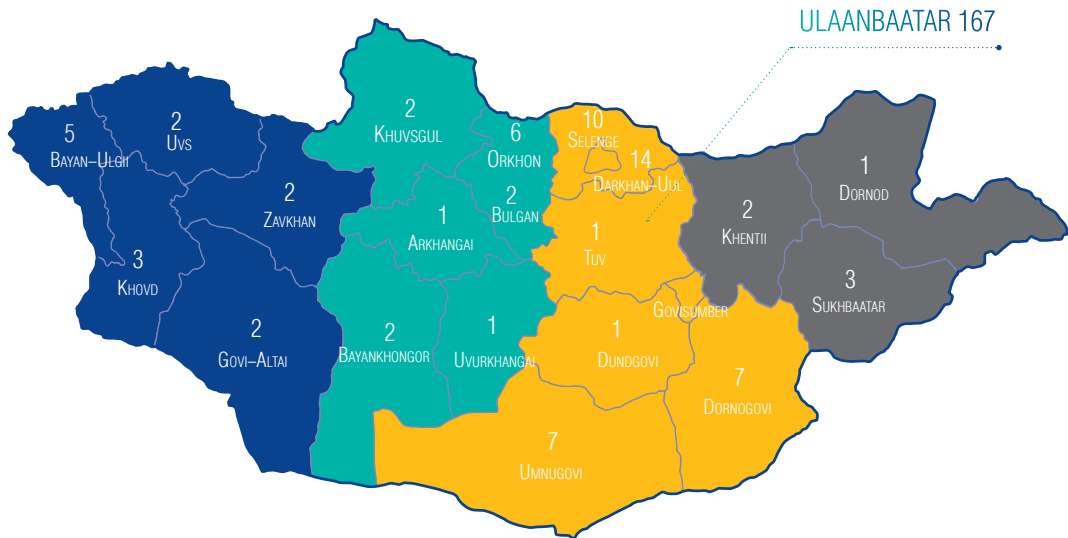 ULAANBAATAR 167
5
BAYAN–ULGII
2
UVS
2
ZAVKHAN
3
KHOVD
2
GOVI–ALTAI
2
KHUVSGUL
6
ORKHON
2
BULGAN
1
ARKHANGAI
2
BAYANKHONGOR
1
UVURKHANGAI
10
SELENGE
14
DARKHAN–UUL
1
TUV
GOVISUMBER
1
DUNDGOVI
7
DORNOGOVI
7
UMNUGOVI
2
KHENTII
1
DORNOD
3
SUKHBAATAR